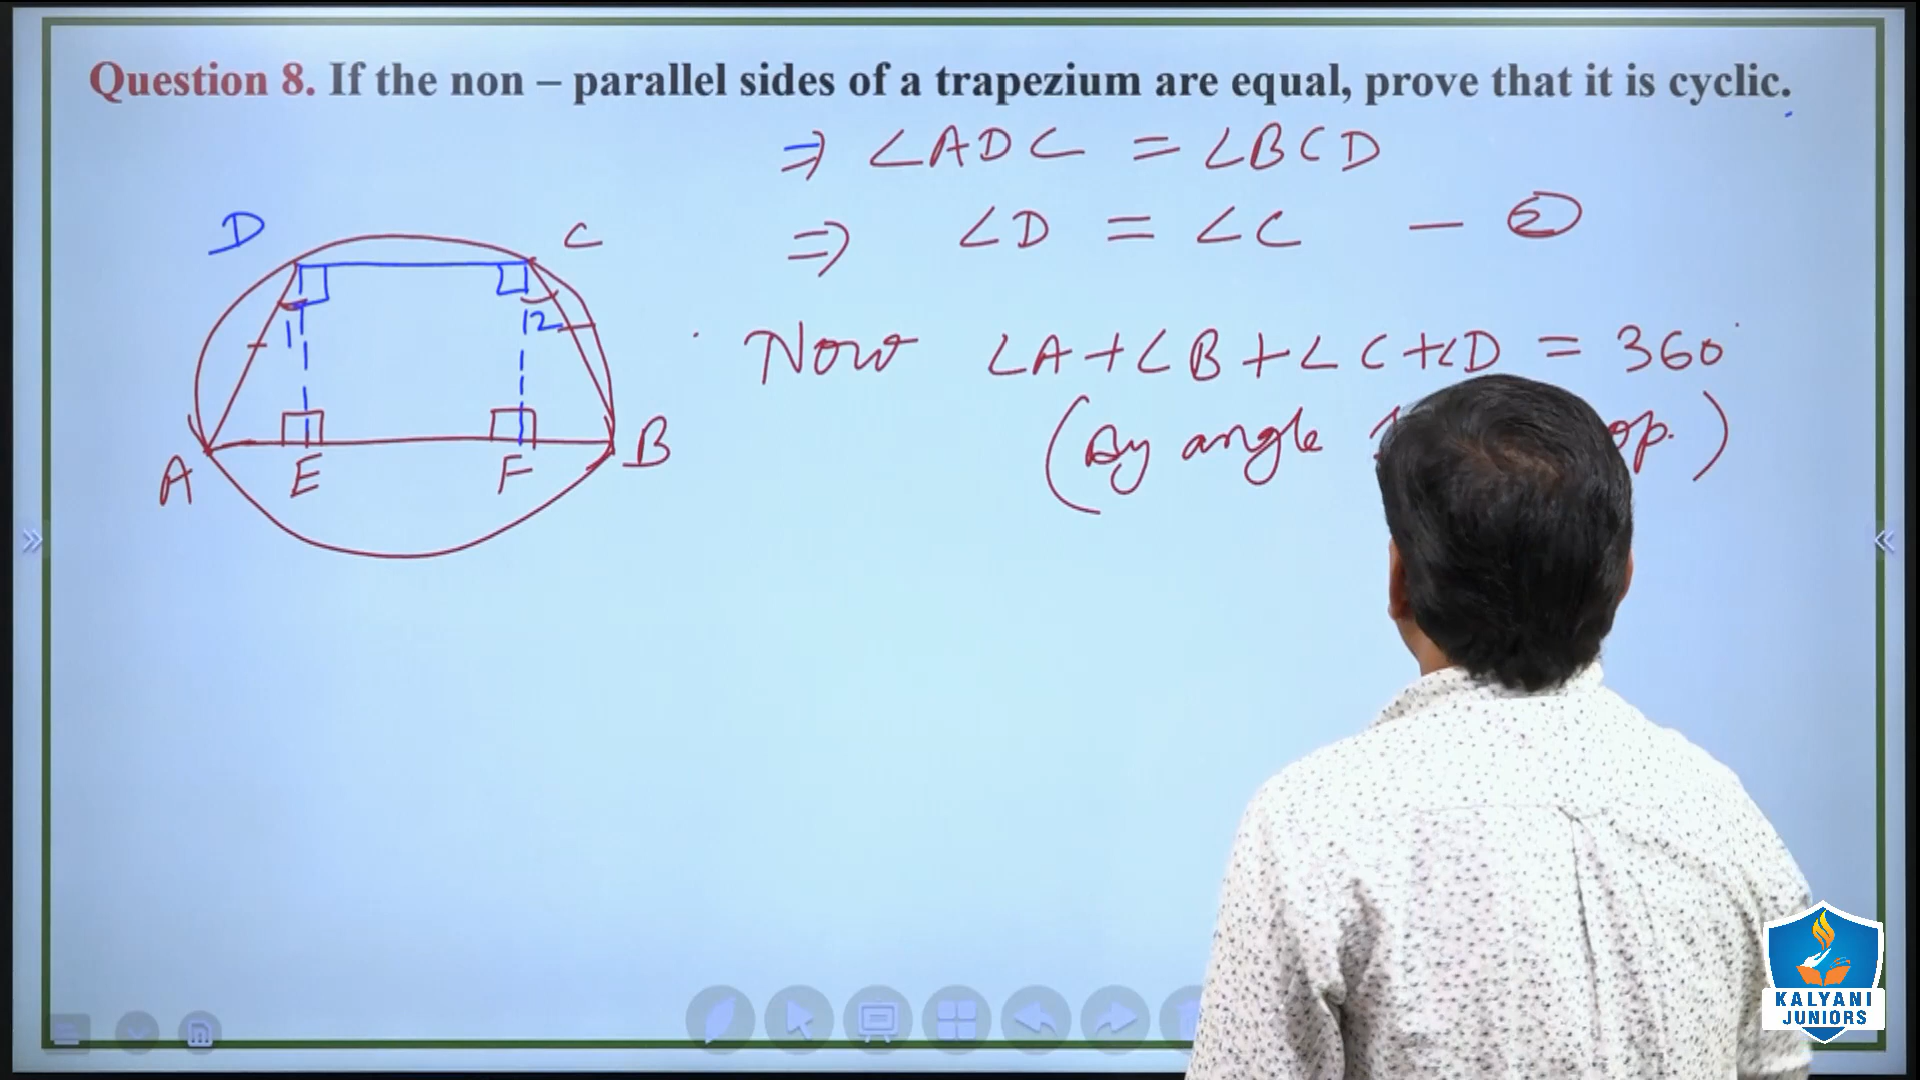 Question 8. If the non – parallel sides of a trapezium are equal, prove that it is cyclic.
⇒ ∠ADC = ∠BCD
⇒ ∠D = ∠C — ②
Now ∠A+∠B+∠C+∠D = 360°
(By angle
op.)
D
C
1
2
A
E
F
B
KALYANI
JUNIORS